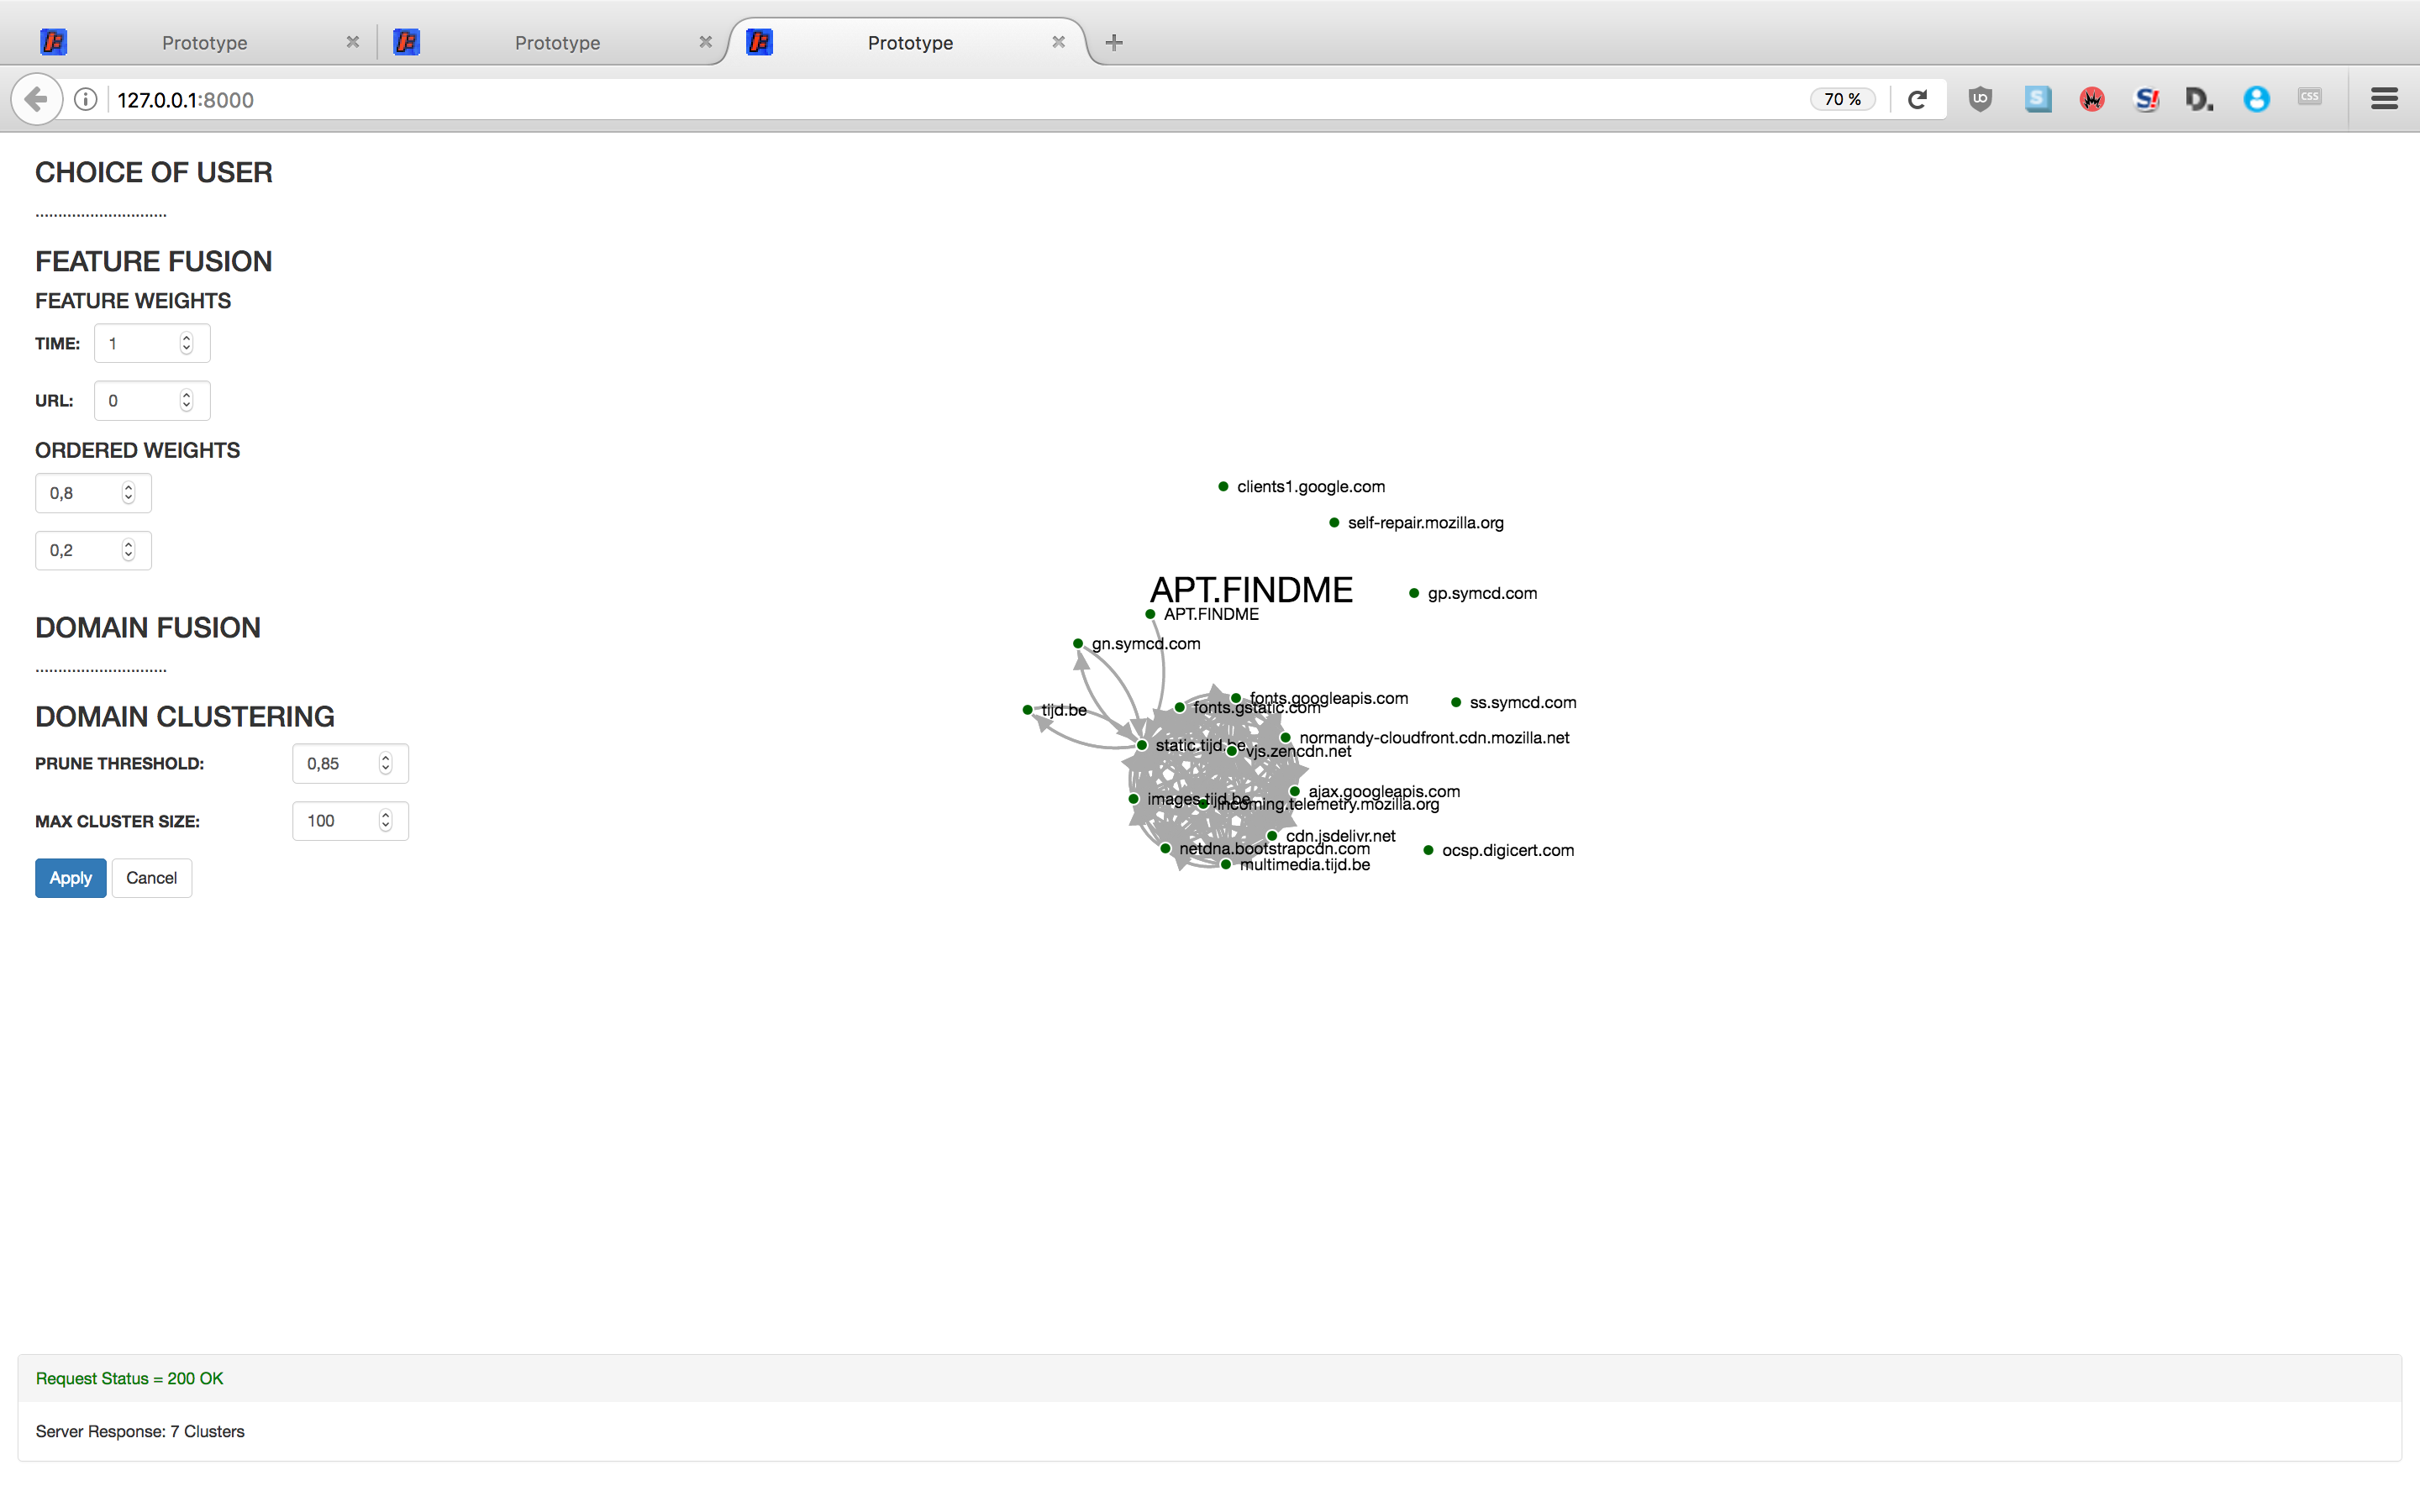 Prototype
Prototype
Prototype
127.0.0.1:8000
70 %
CHOICE OF USER
.............................
FEATURE FUSION
FEATURE WEIGHTS
TIME: 1
URL: 0
ORDERED WEIGHTS
0,8
0,2
DOMAIN FUSION
.............................
DOMAIN CLUSTERING
PRUNE THRESHOLD: 0,85
MAX CLUSTER SIZE: 100
Apply Cancel
clients1.google.com
self-repair.mozilla.org
APT.FINDME
gp.symcd.com
APT.FINDME
gn.symcd.com
fonts.googleapis.com
ss.symcd.com
fonts.gstatic.com
tijd.be
normandy-cloudfront.cdn.mozilla.net
static.tijd.be
vjs.zencdn.net
ajax.googleapis.com
images.tijd.be
incoming.telemetry.mozilla.org
cdn.jsdelivr.net
netdna.bootstrapcdn.com
ocsp.digicert.com
multimedia.tijd.be
Request Status = 200 OK
Server Response: 7 Clusters